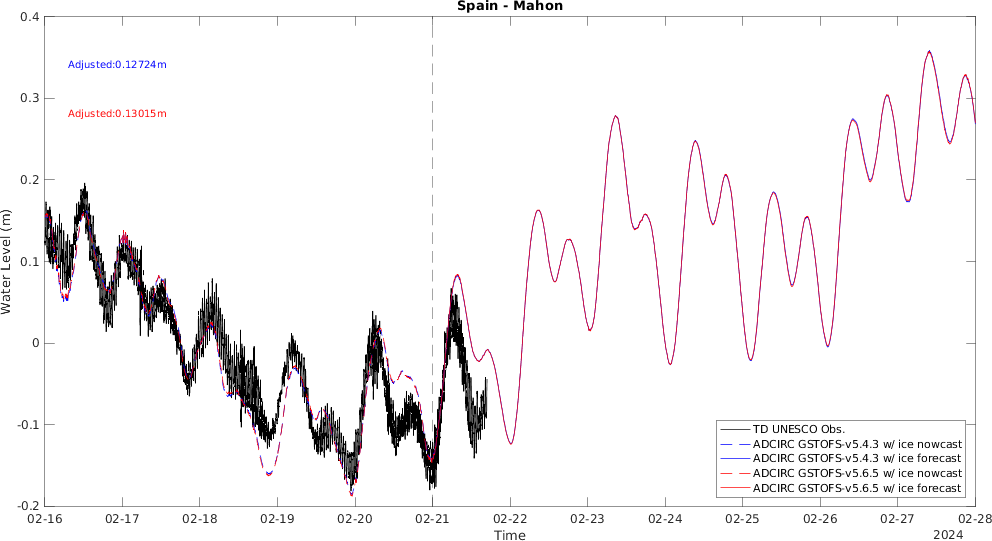 Spain - Mahon
Adjusted:0.12724m
Adjusted:0.13015m
Water Level (m)
0.4
0.3
0.2
0.1
0
-0.1
-0.2
02-16 02-17 02-18 02-19 02-20 02-21 02-22 02-23 02-24 02-25 02-26 02-27 02-28
Time
2024
TD UNESCO Obs.
ADCIRC GSTOFS-v5.4.3 w/ ice nowcast
ADCIRC GSTOFS-v5.4.3 w/ ice forecast
ADCIRC GSTOFS-v5.6.5 w/ ice nowcast
ADCIRC GSTOFS-v5.6.5 w/ ice forecast